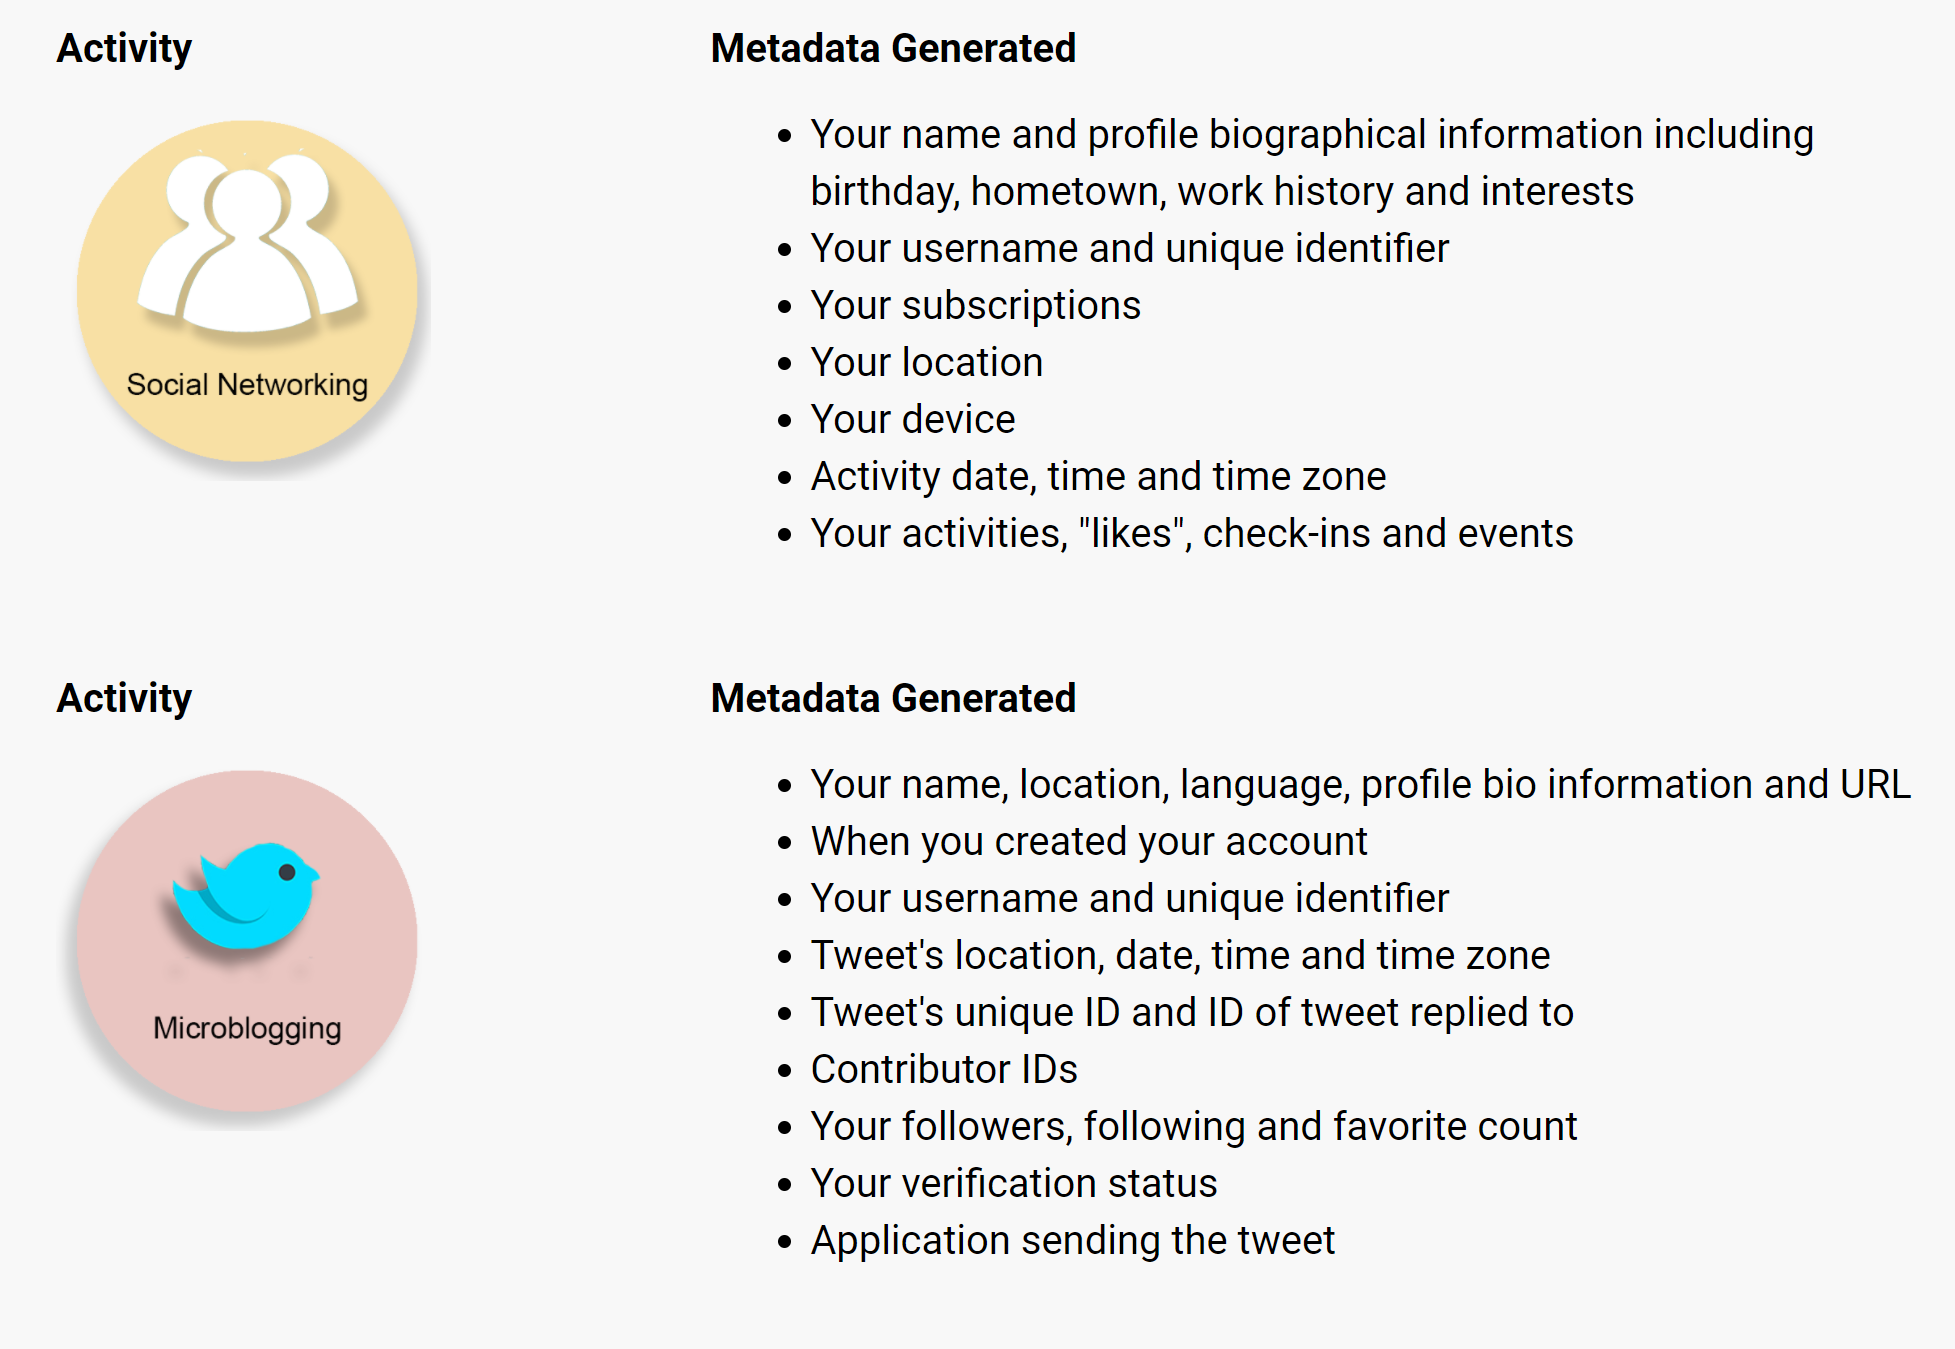 Activity
Metadata Generated
Social Networking
• Your name and profile biographical information including
birthday, hometown, work history and interests
• Your username and unique identifier
• Your subscriptions
• Your location
• Your device
• Activity date, time and time zone
• Your activities, "likes", check-ins and events
Activity
Metadata Generated
Microblogging
• Your name, location, language, profile bio information and URL
• When you created your account
• Your username and unique identifier
• Tweet's location, date, time and time zone
• Tweet's unique ID and ID of tweet replied to
• Contributor IDs
• Your followers, following and favorite count
• Your verification status
• Application sending the tweet